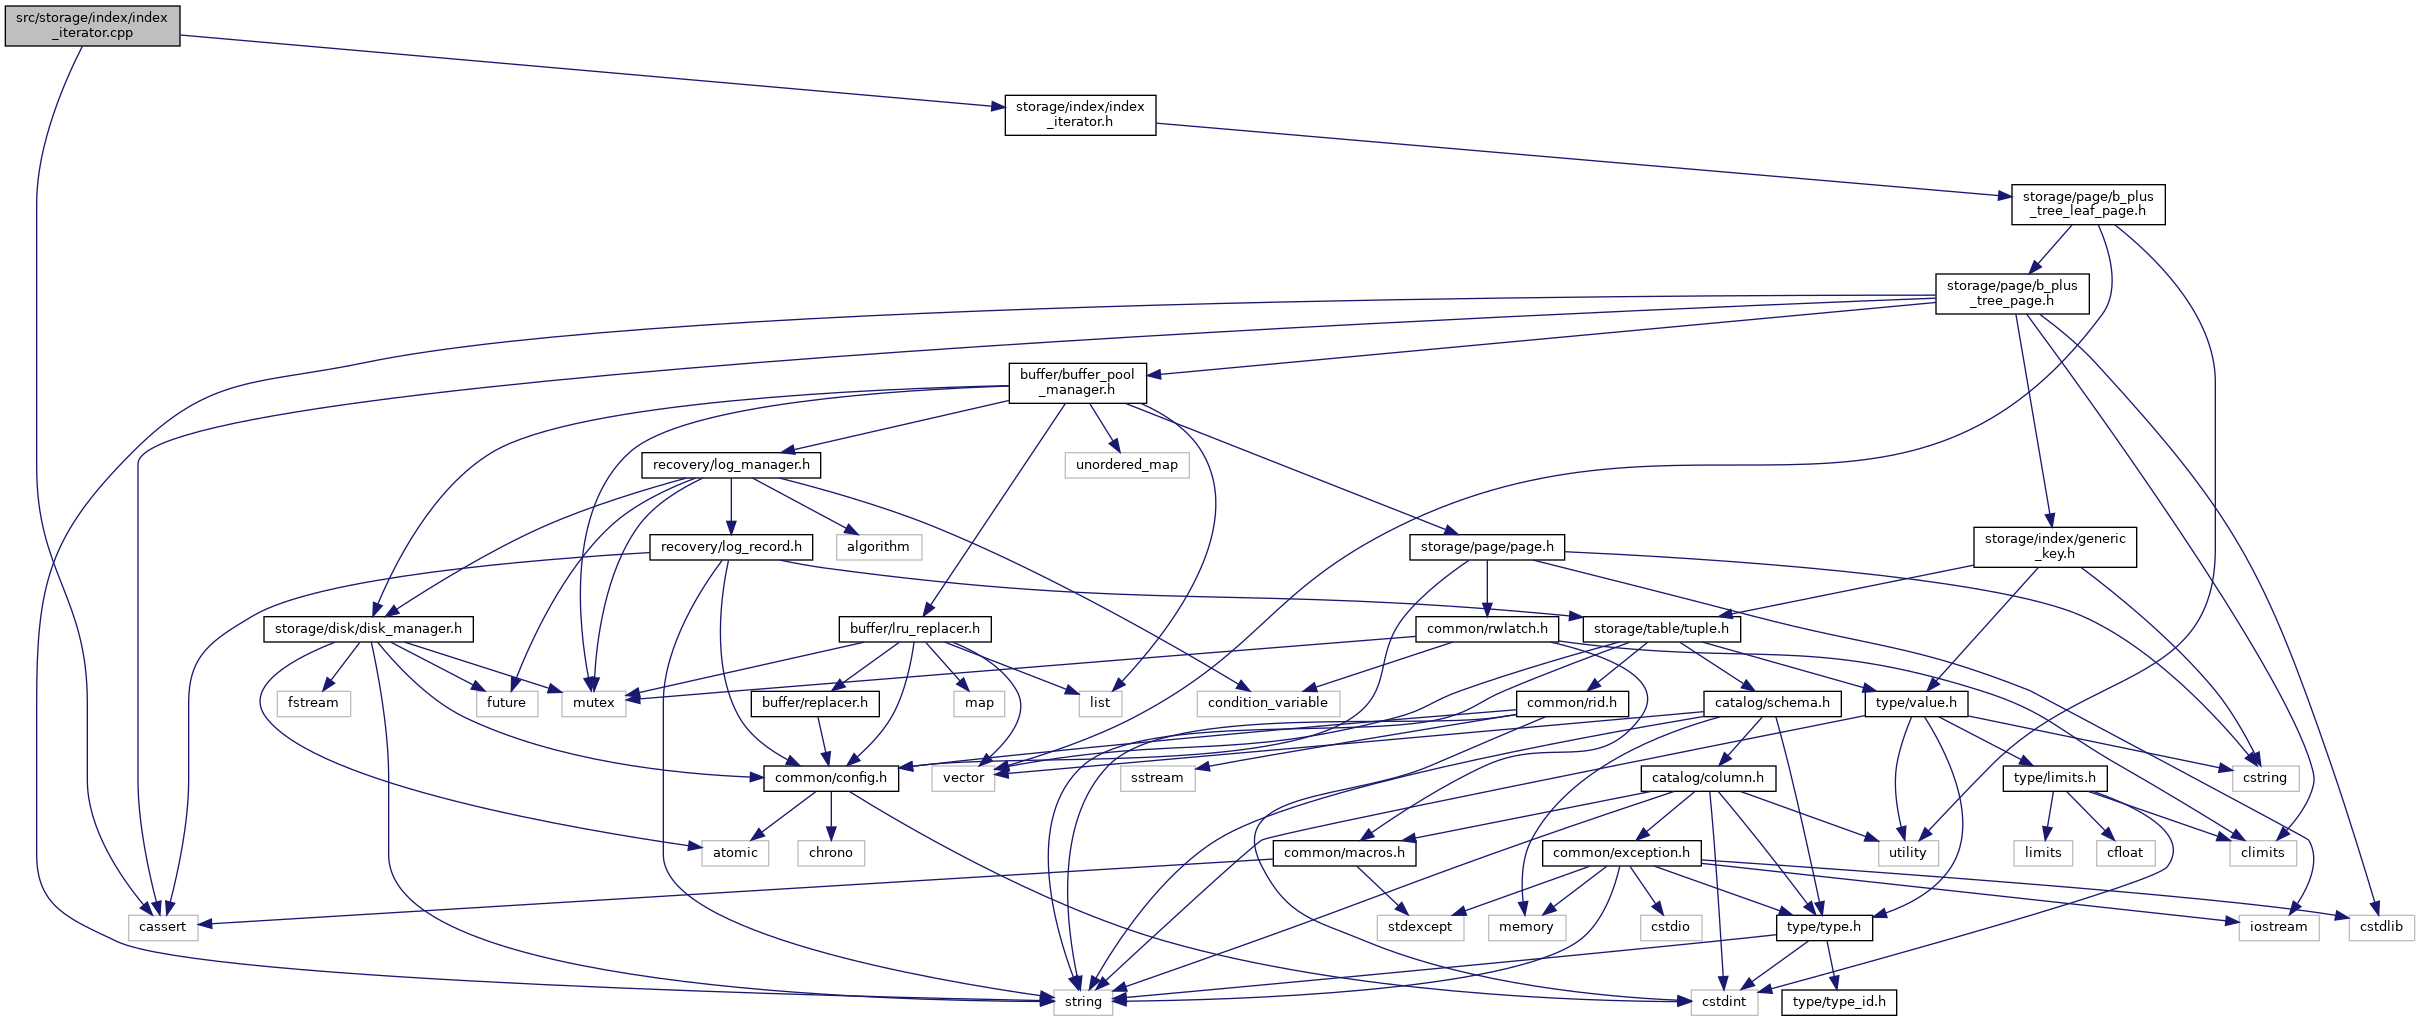 src/storage/index/index
_iterator.cpp
storage/index/index
_iterator.h
storage/page/b_plus
_tree_leaf_page.h
storage/page/b_plus
_tree_page.h
buffer/buffer_pool
_manager.h
recovery/log_manager.h
unordered_map
recovery/log_record.h
algorithm
storage/page/page.h
storage/index/generic
_key.h
storage/disk/disk_manager.h
buffer/lru_replacer.h
common/rwlatch.h
storage/table/tuple.h
fstream
future
mutex
buffer/replacer.h
map
list
condition_variable
common/rid.h
catalog/schema.h
type/value.h
common/config.h
vector
sstream
catalog/column.h
type/limits.h
cstring
atomic
chrono
common/macros.h
common/exception.h
utility
limits
cfloat
climits
cassert
stdexcept
memory
cstdio
type/type.h
iostream
cstdlib
string
cstdint
type/type_id.h